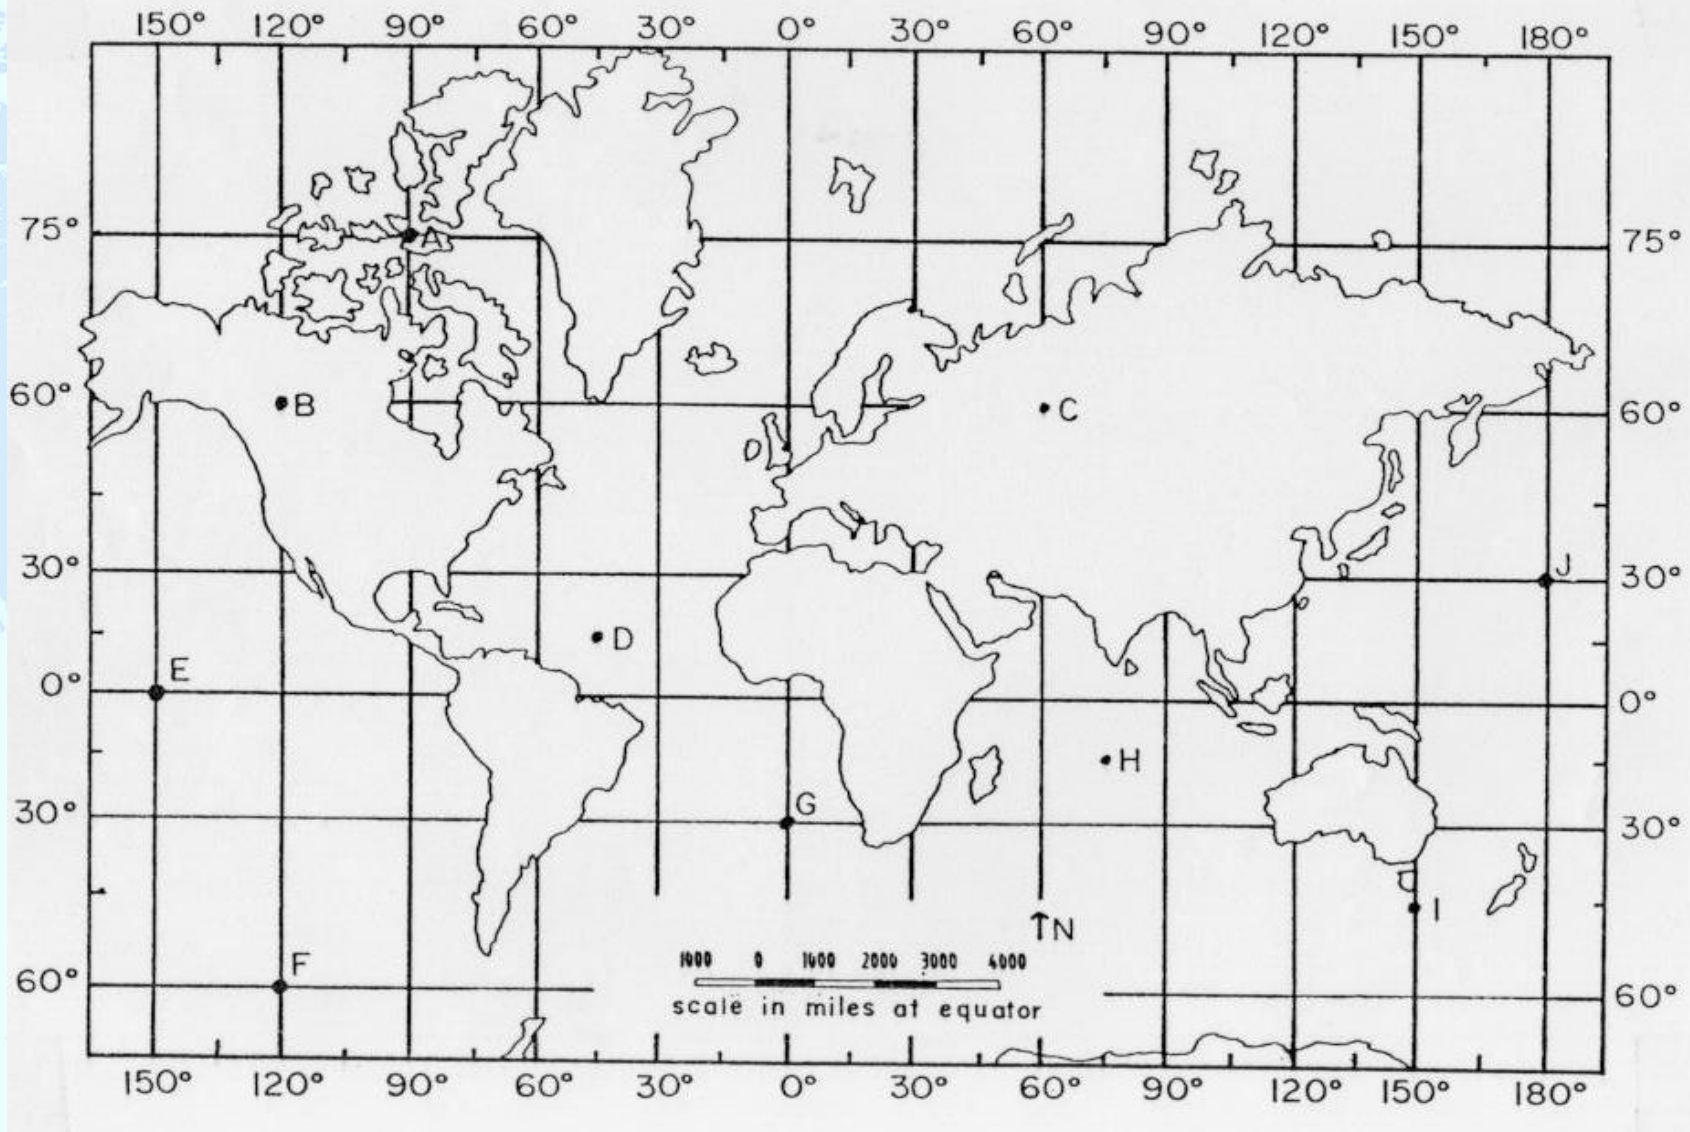 150° 120° 90° 60° 30° 0° 30° 60° 90° 120° 150° 180°
75° A 75°
60° B C 60°
30° J 30°
D
E
0° 0°
H
G
30° 30°
I
↑N
F
1000 0 1000 2000 3000 4000
60° 60°
scale in miles at equator
150° 120° 90° 60° 30° 0° 30° 60° 90° 120° 150° 180°